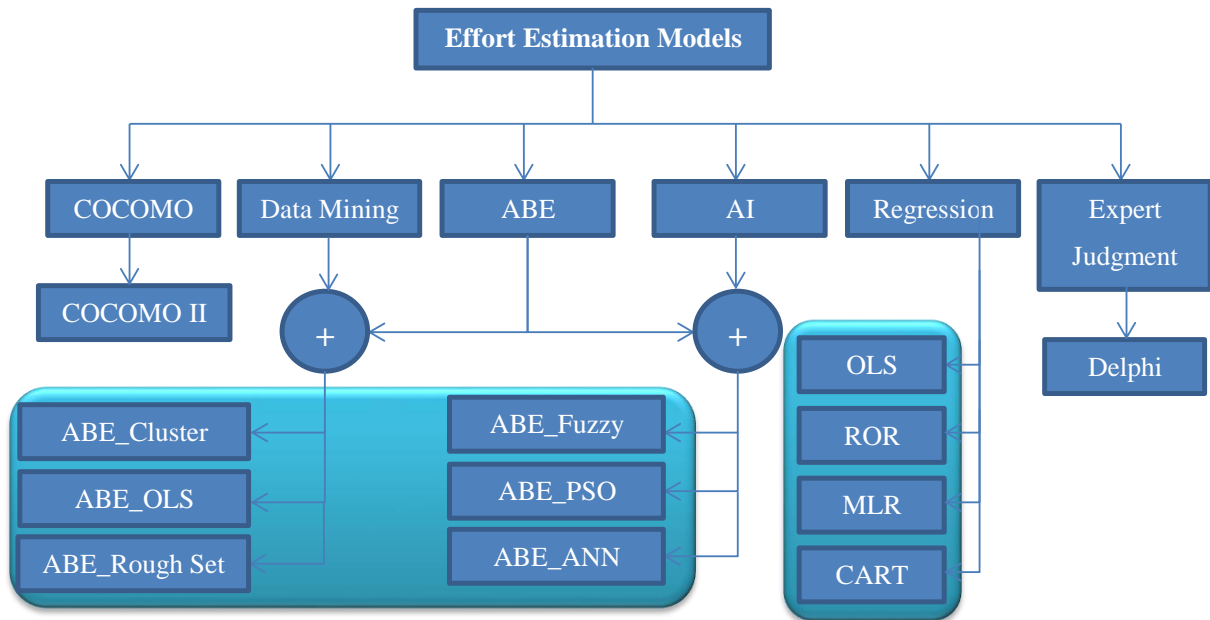 Effort Estimation Models
COCOMO
Data Mining
ABE
AI
Regression
Expert
Judgment
COCOMO II
+
+
Delphi
OLS
ROR
MLR
CART
ABE_Cluster
ABE_OLS
ABE_Rough Set
ABE_Fuzzy
ABE_PSO
ABE_ANN